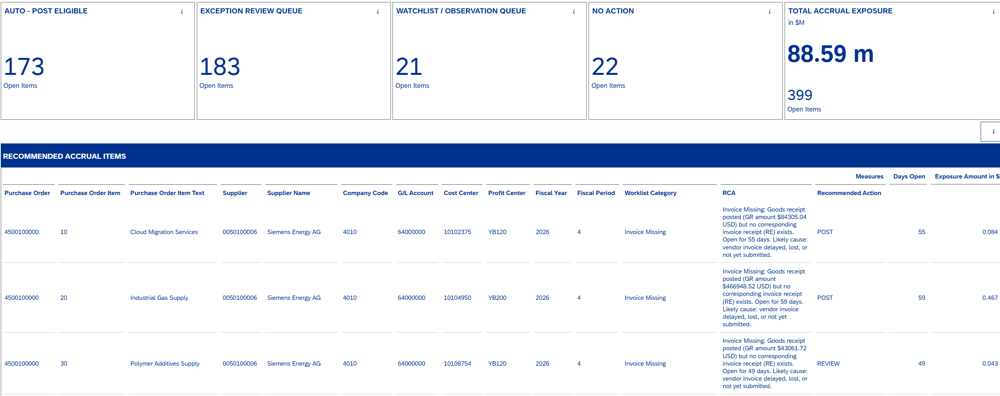 AUTO - POST ELIGIBLE
i
173
Open Items
EXCEPTION REVIEW QUEUE
i
183
Open Items
WATCHLIST / OBSERVATION QUEUE
i
21
Open Items
NO ACTION
i
22
Open Items
TOTAL ACCRUAL EXPOSURE
i
in $M
88.59 m
399
Open Items
i
RECOMMENDED ACCRUAL ITEMS
Measures Days Open Exposure Amount in
Purchase Order Purchase Order Item Purchase Order Item Text Supplier Supplier Name Company Code G/L Account Cost Center Profit Center Fiscal Year Fiscal Period Worklist Category RCA Recommended Action
4500100000 10 Cloud Migration Services 0050100006 Siemens Energy AG 4010 64000000 10102375 YB120 2026 4 Invoice Missing
Invoice Missing: Goods receipt
posted (GR amount $84305.04
USD) but no corresponding
invoice receipt (RE) exists.
Open for 55 days. Likely cause:
vendor invoice delayed, lost, or
not yet submitted.
POST 55 0.084
4500100000 20 Industrial Gas Supply 0050100006 Siemens Energy AG 4010 64000000 10104950 YB200 2026 4 Invoice Missing
Invoice Missing: Goods receipt
posted (GR amount
$466948.52 USD) but no
corresponding invoice receipt
(RE) exists. Open for 59 days.
Likely cause: vendor invoice
delayed, lost, or not yet
submitted.
POST 59 0.467
4500100000 30 Polymer Additives Supply 0050100006 Siemens Energy AG 4010 64000000 10108754 YB120 2026 4 Invoice Missing
Invoice Missing: Goods receipt
posted (GR amount $43061.72
USD) but no corresponding
invoice receipt (RE) exists.
Open for 49 days. Likely cause:
vendor invoice delayed, lost, or
not yet submitted.
REVIEW 49 0.043